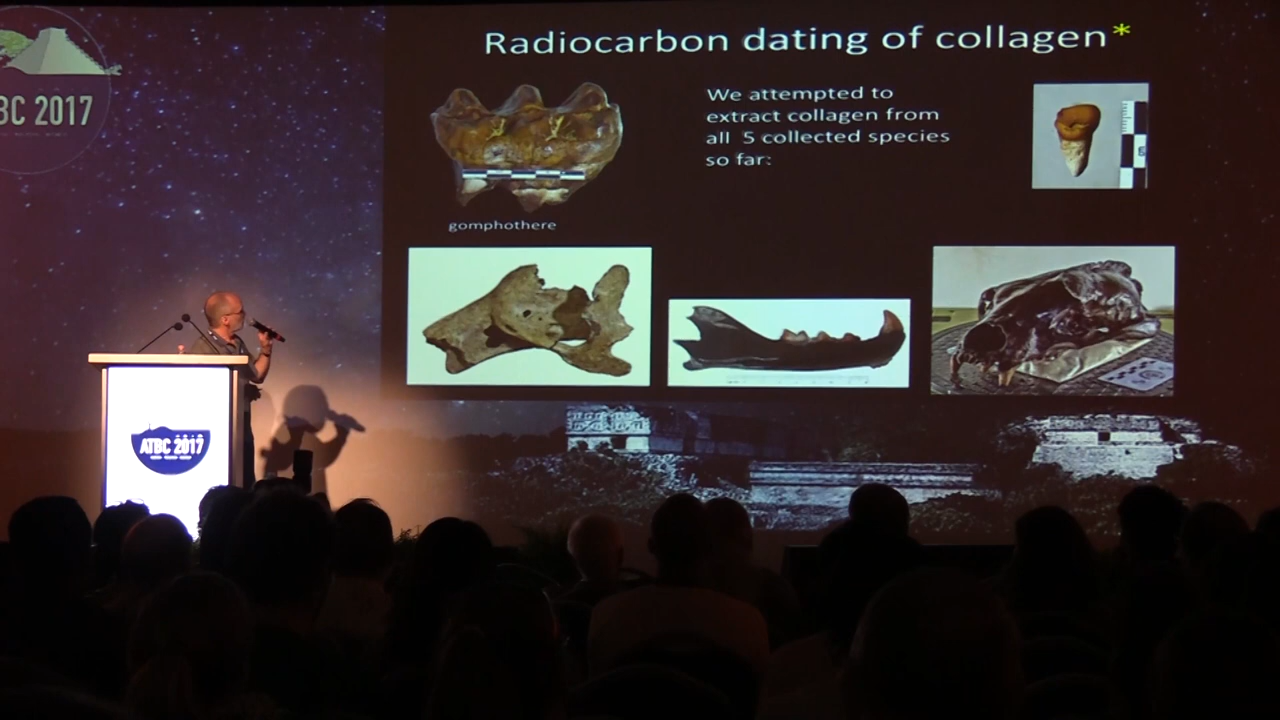 Radiocarbon dating of collagen*
BC 2017
We attempted to
extract collagen from
all 5 collected species
so far:
gomphothere
ATBC 2017